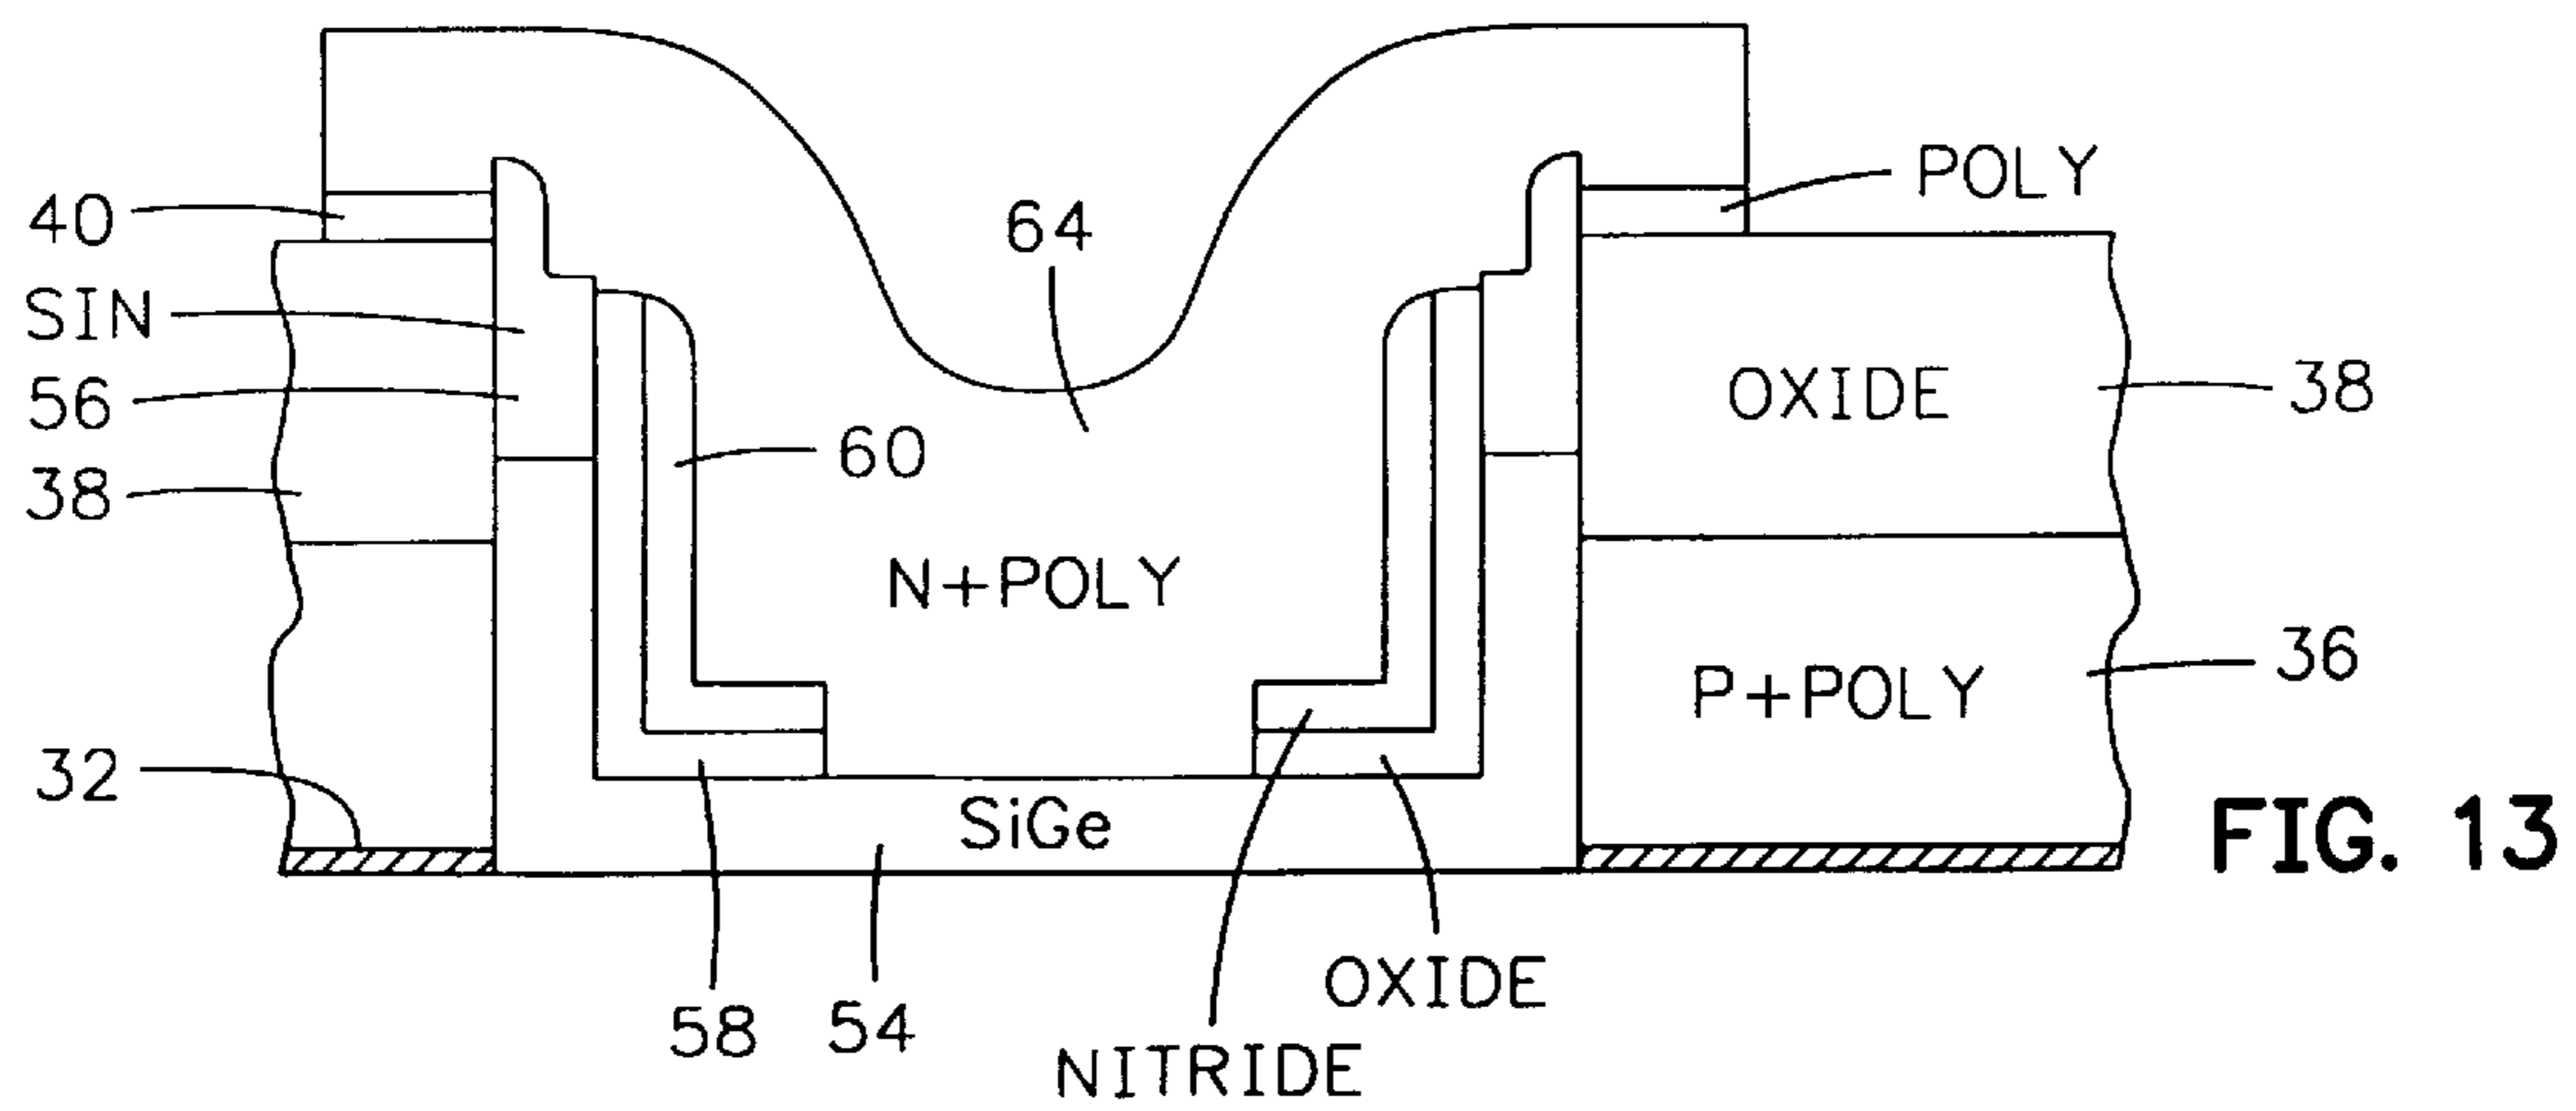 POLY
40
64
SIN
56
38
60
OXIDE
38
N+POLY
P+POLY
36
32
SiGe
FIG. 13
58
54
OXIDE
NITRIDE